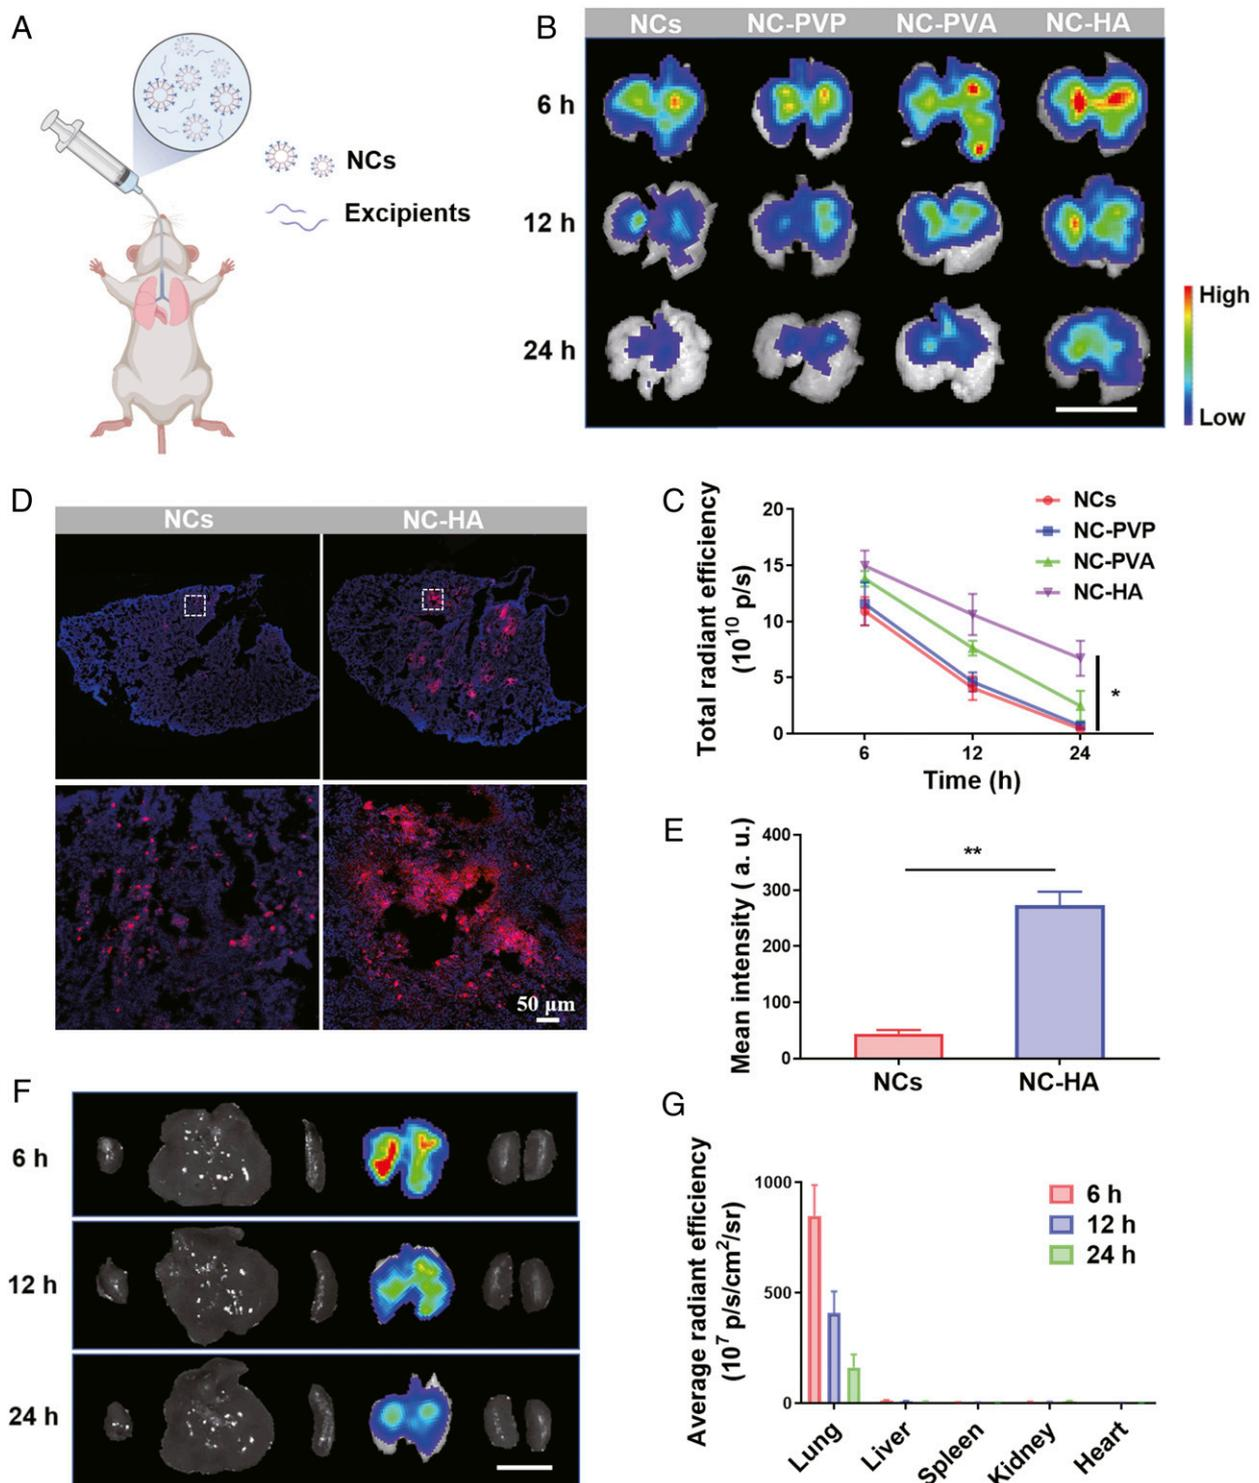 A
NCs
Excipients
B
NCs NC-PVP NC-PVA NC-HA
6 h
12 h
24 h
High
Low
D
NCs NC-HA
50 µm
C
Total radiant efficiency
(10^10 p/s)
20
15
10
5
0
6 12 24
Time (h)
NCs
NC-PVP
NC-PVA
NC-HA
*
E
Mean intensity ( a. u.)
400
300
200
100
0
**
NCs NC-HA
F
6 h
12 h
24 h
G
Average radiant efficiency
(10^7 p/s/cm^2/sr)
1000
500
0
6 h
12 h
24 h
Lung Liver Spleen Kidney Heart